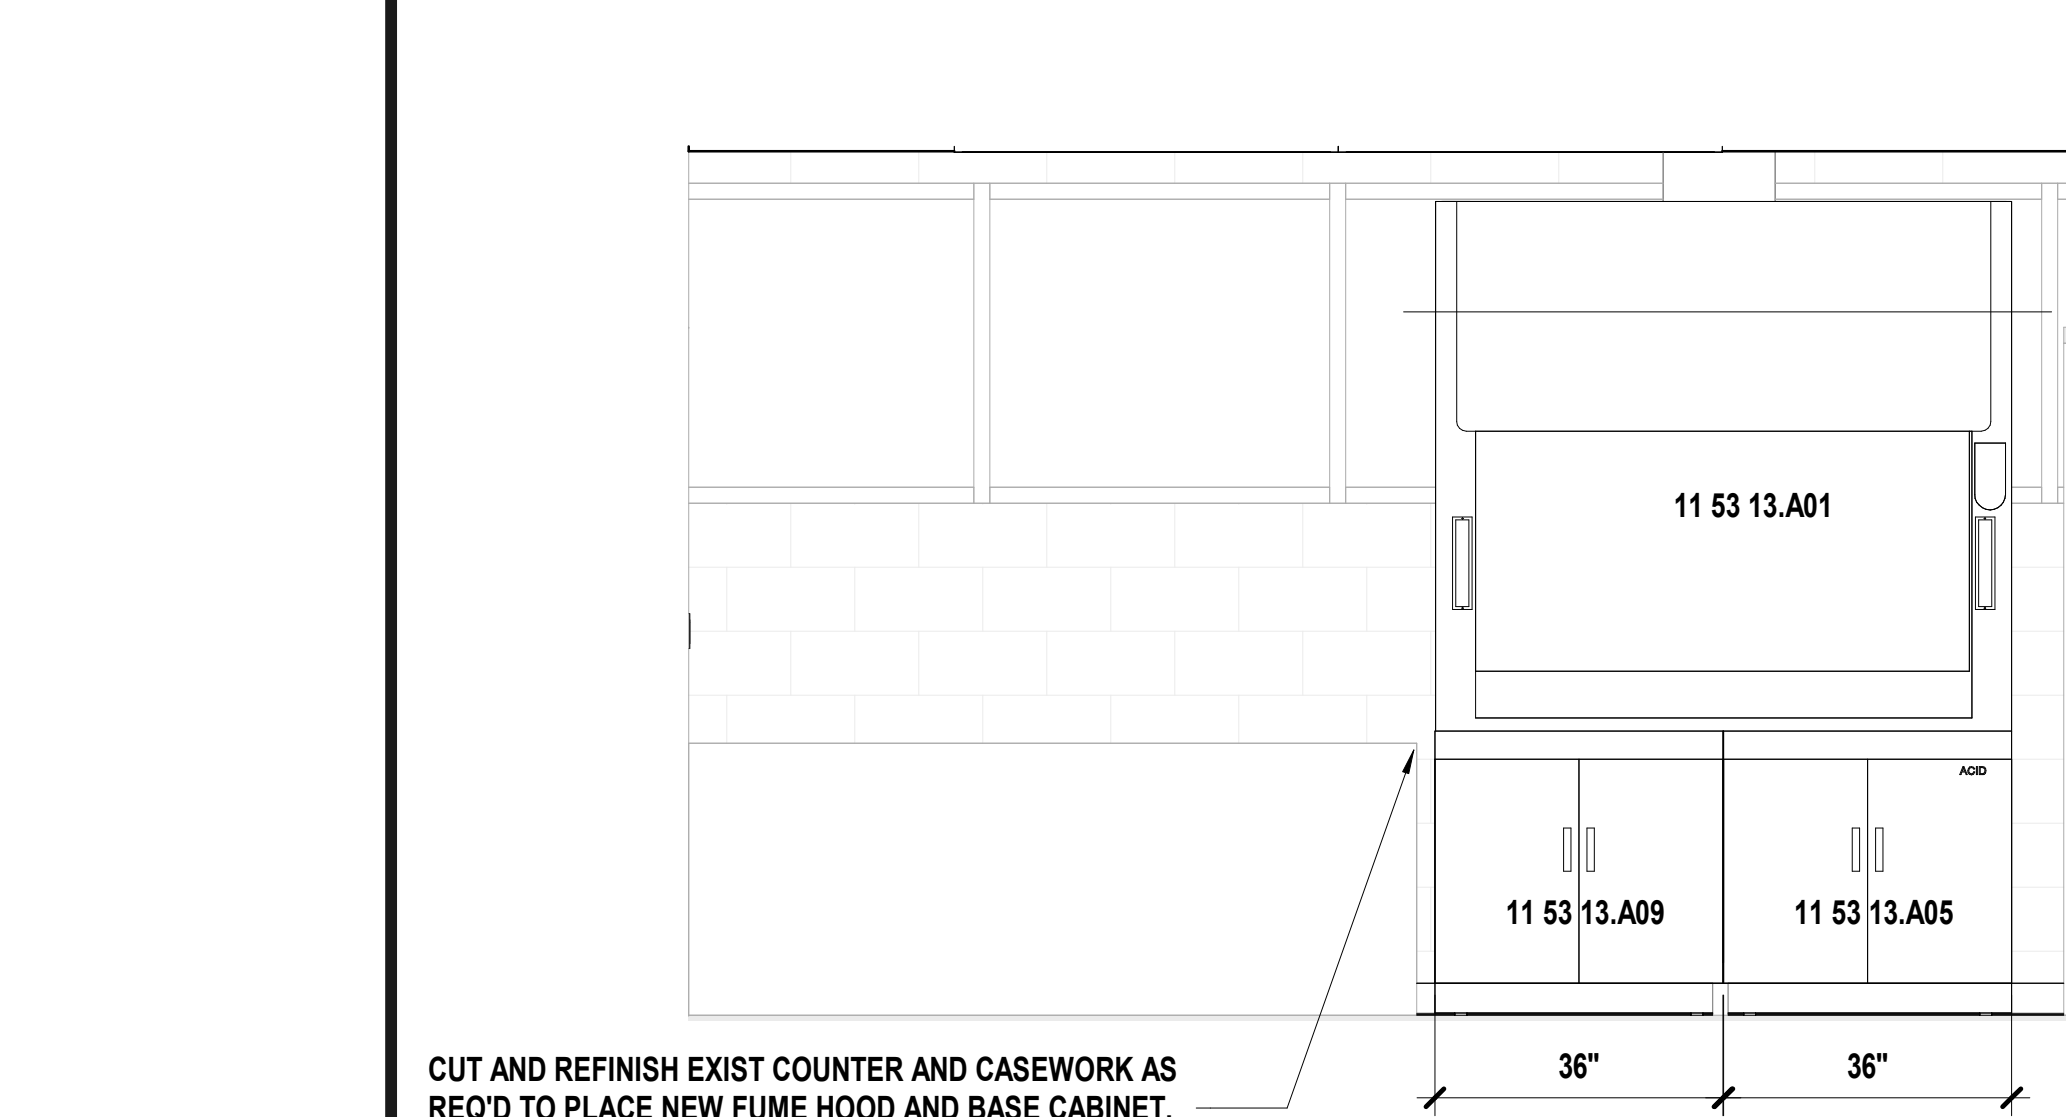 11 53 13.A01
ACID
11 53 13.A09
11 53 13.A05
36"
36"
CUT AND REFINISH EXIST COUNTER AND CASEWORK AS
REQ'D TO PLACE NEW FUME HOOD AND BASE CABINET.